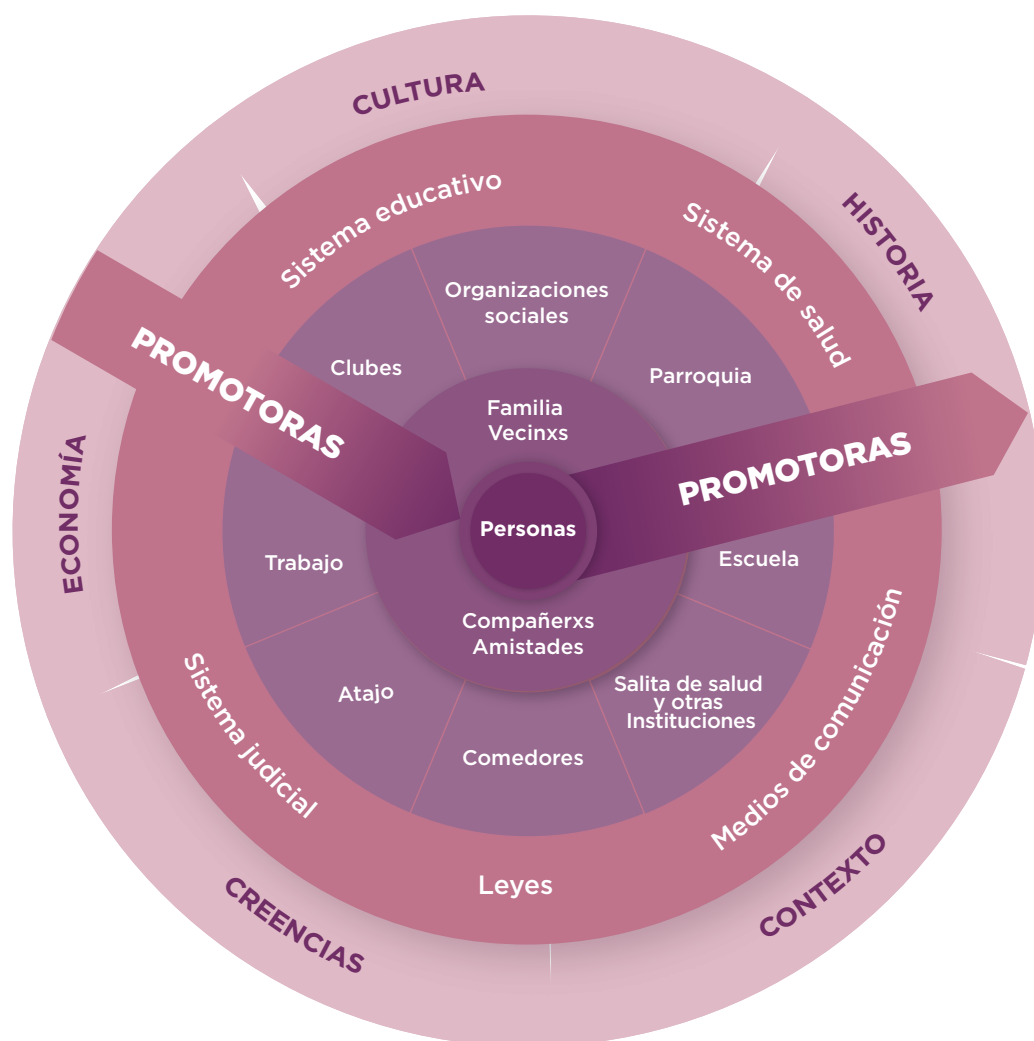 CULTURA
HISTORIA
Sistema educativo
Sistema de salud
Organizaciones
sociales
Clubes
Parroquia
PROMOTORAS
Familia
Vecinxs
PROMOTORAS
ECONOMÍA
Personas
Trabajo
Escuela
Compañerxs
Amistades
Atajo
Salita de salud
y otras
Instituciones
Comedores
Sistema judicial
Medios de comunicación
Leyes
CREENCIAS
CONTEXTO